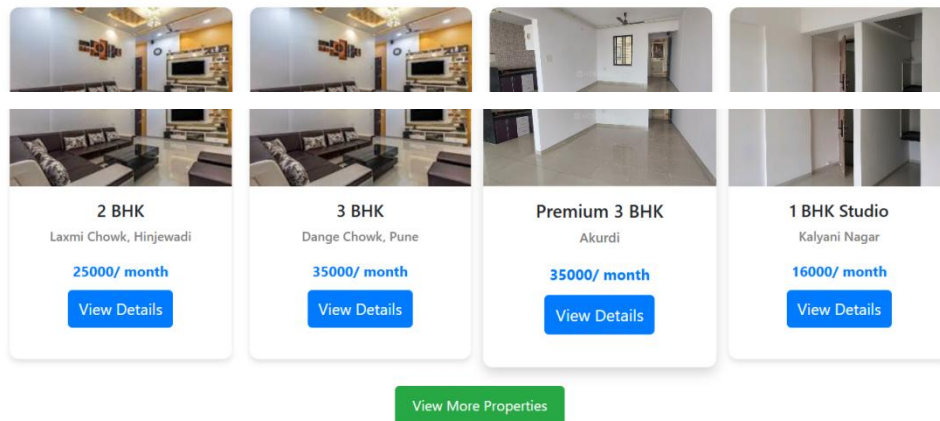 2 BHK
Laxmi Chowk, Hinjewadi
25000/ month
View Details
3 BHK
Dange Chowk, Pune
35000/ month
View Details
Premium 3 BHK
Akurdi
35000/ month
View Details
1 BHK Studio
Kalyani Nagar
16000/ month
View Details
View More Properties